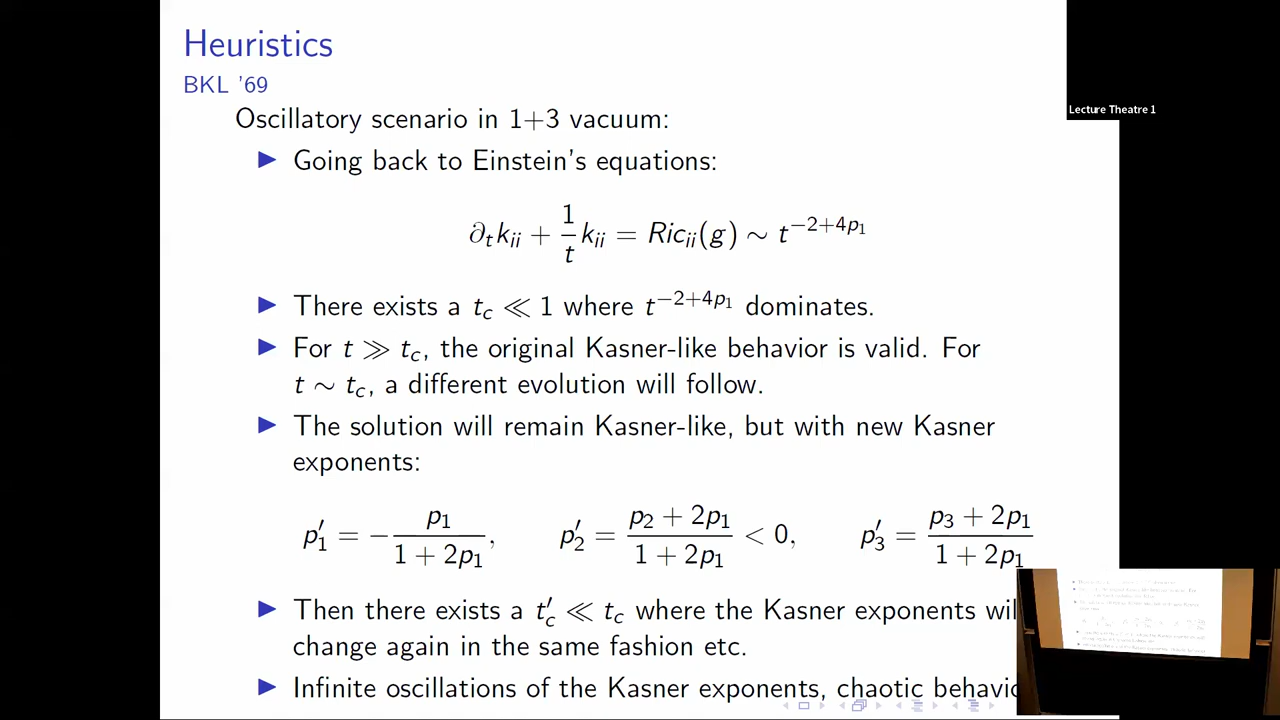 Heuristics
BKL '69
Oscillatory scenario in 1+3 vacuum:
▶ Going back to Einstein's equations:
∂ₜkᵢᵢ + 1/t kᵢᵢ = Ricᵢᵢ(g) ∼ t^{−2+4p₁}
▶ There exists a t_c ≪ 1 where t^{−2+4p₁} dominates.
▶ For t ≫ t_c, the original Kasner-like behavior is valid. For
t ∼ t_c, a different evolution will follow.
▶ The solution will remain Kasner-like, but with new Kasner
exponents:
p′₁ = − p₁/(1 + 2p₁), p′₂ = (p₂ + 2p₁)/(1 + 2p₁) < 0, p′₃ = (p₃ + 2p₁)/(1 + 2p₁)
▶ Then there exists a t′_c ≪ t_c where the Kasner exponents wil
change again in the same fashion etc.
▶ Infinite oscillations of the Kasner exponents, chaotic behavio
Lecture Theatre 1